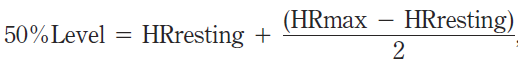 50%Level = HRresting + (HRmax − HRresting) / 2,